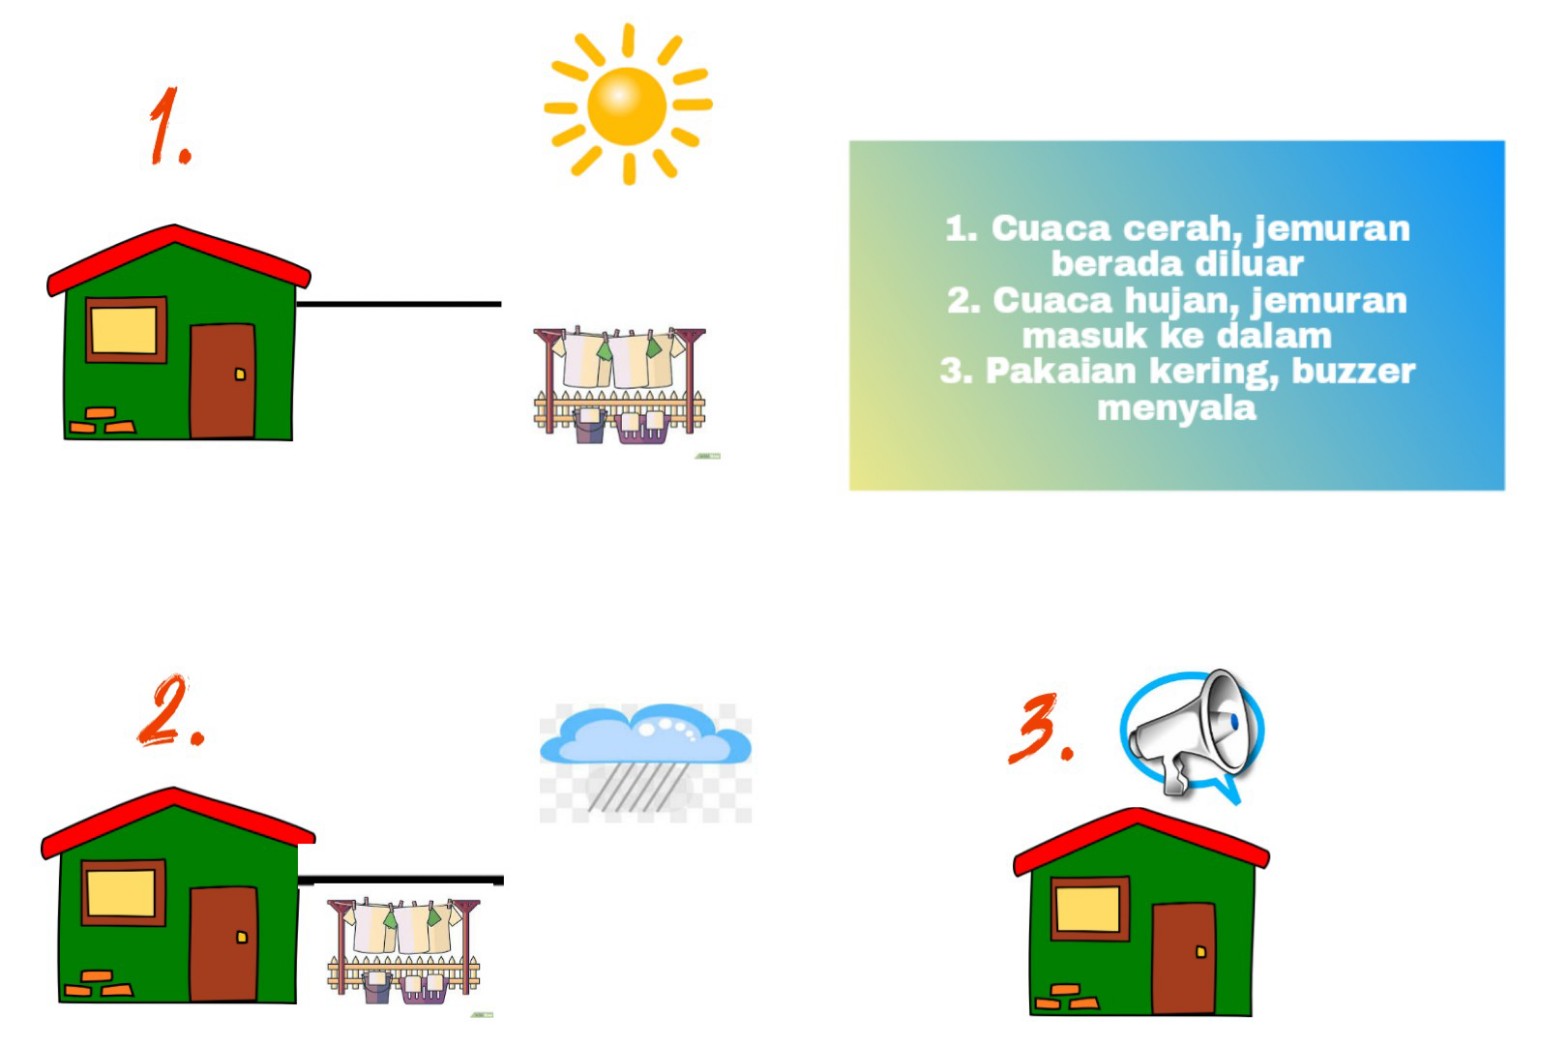 1.
1. Cuaca cerah, jemuran
berada diluar
2. Cuaca hujan, jemuran
masuk ke dalam
3. Pakaian kering, buzzer
menyala
2.
3.